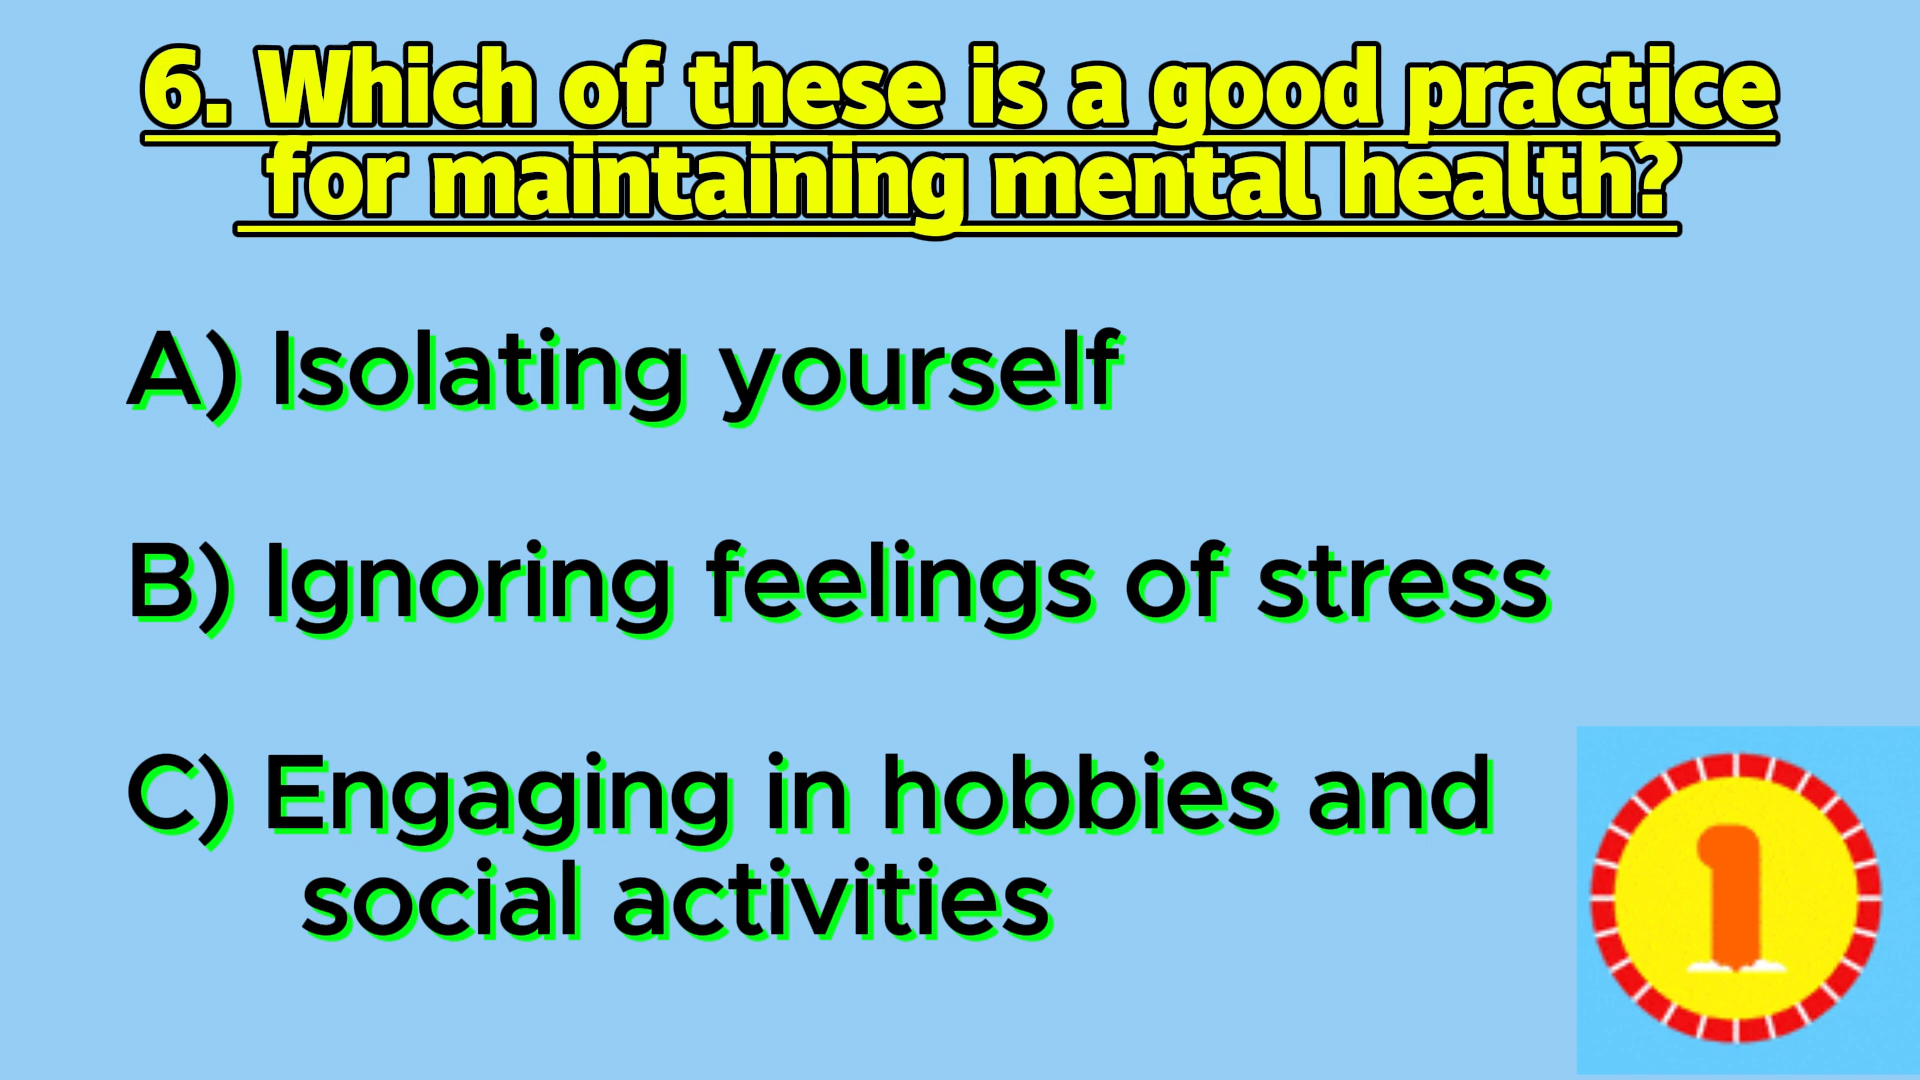 6. Which of these is a good practice
for maintaining mental health?
A) Isolating yourself
B) Ignoring feelings of stress
C) Engaging in hobbies and
social activities
1